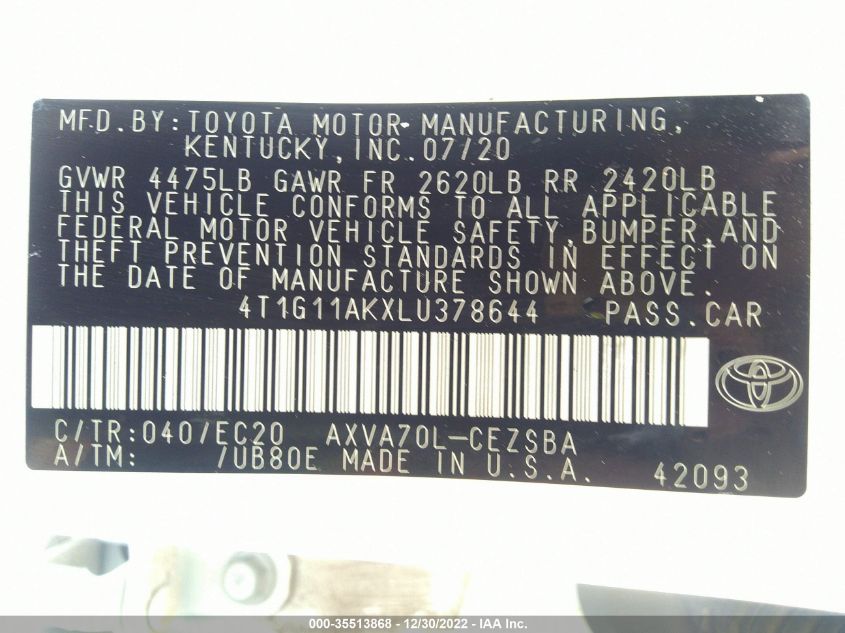 MFD.BY:TOYOTA MOTOR MANUFACTURING,
KENTUCKY, INC.07/20
GVWR 4475LB GAWR FR 2620LB RR 2420LB
THIS VEHICLE CONFORMS TO ALL APPLICABLE
FEDERAL MOTOR VEHICLE SAFETY,BUMPER,AND
THEFT PREVENTION STANDARDS IN EFFECT ON
THE DATE OF MANUFACTURE SHOWN ABOVE.
4T1G11AKXLU378644 PASS.CAR
C/TR:040/EC20 AXVA70L-CEZSBA
A/TM: /UB80E MADE IN U.S.A. 42093
000-35513868 - 12/30/2022 - IAA Inc.